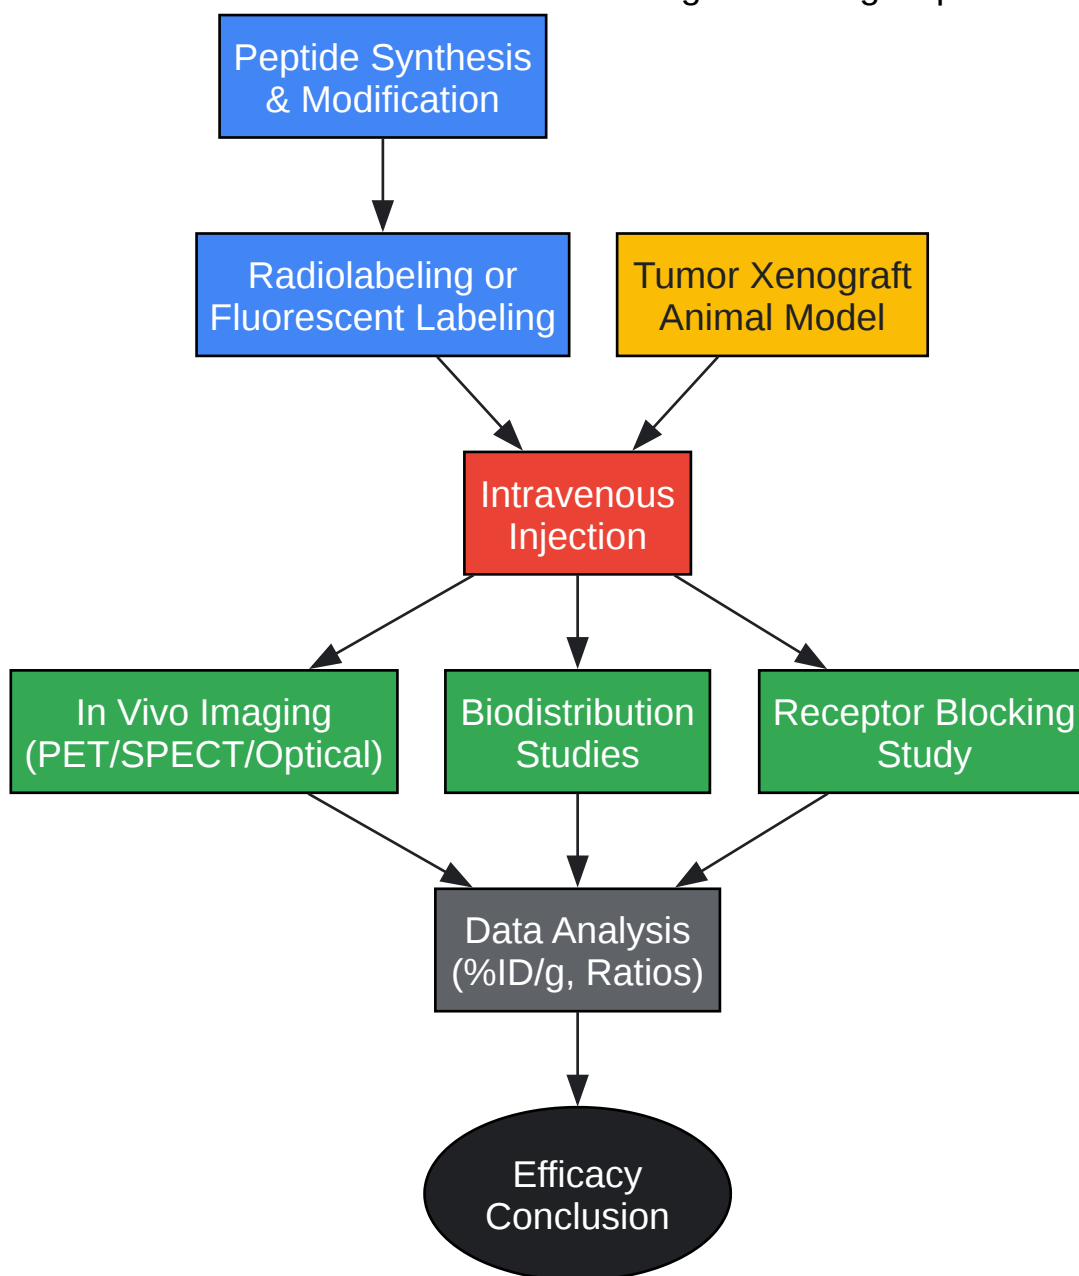 Peptide Synthesis
& Modification
Radiolabeling or
Fluorescent Labeling
Tumor Xenograft
Animal Model
Intravenous
Injection
In Vivo Imaging
(PET/SPECT/Optical)
Biodistribution
Studies
Receptor Blocking
Study
Data Analysis
(%ID/g, Ratios)
Efficacy
Conclusion